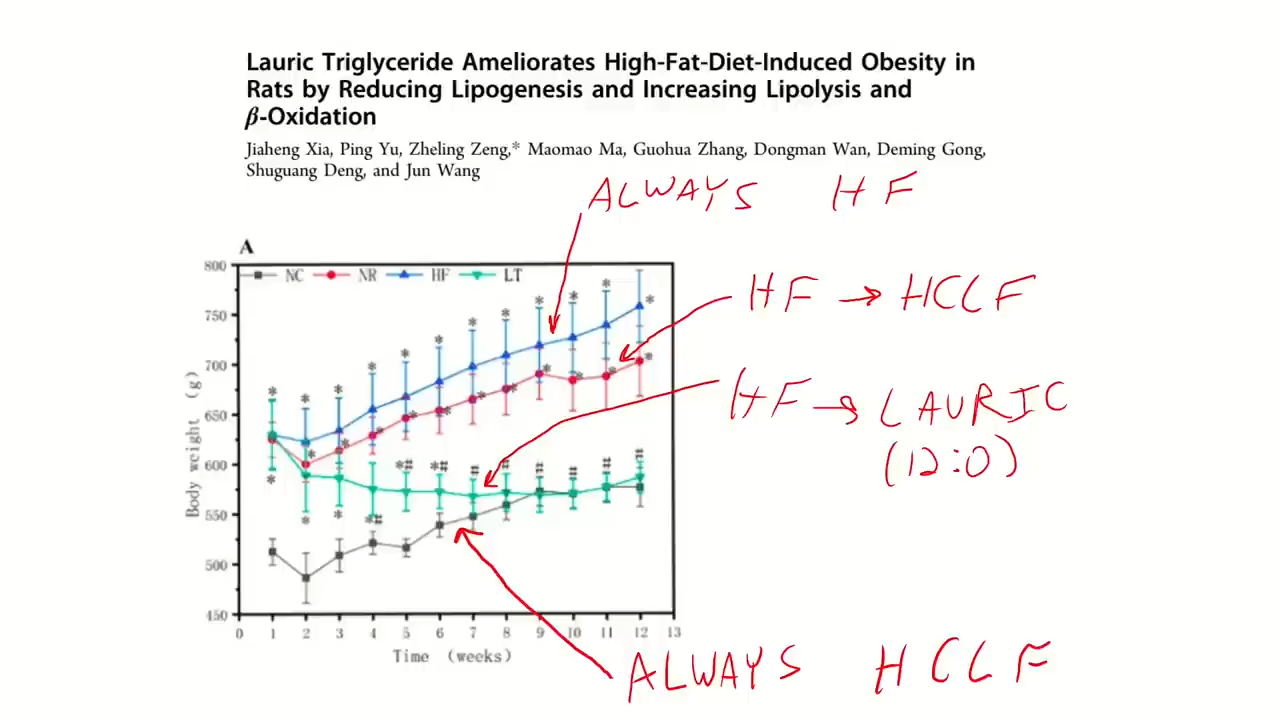 Lauric Triglyceride Ameliorates High-Fat-Diet-Induced Obesity in
Rats by Reducing Lipogenesis and Increasing Lipolysis and
β-Oxidation
Jiaheng Xia, Ping Yu, Zheling Zeng,* Maomao Ma, Guohua Zhang, Dongman Wan, Deming Gong,
Shuguang Deng, and Jun Wang
ALWAYS HF
A
NC NR HF LT
HF → HCLF
HF → LAURIC
(12:0)
ALWAYS HCLF
Body weight (g)
800
750
700
650
600
550
500
450
* * * * * * * * * * * *
* * * * * * * * * * *
*# *# # # # # # #
* * * *#
0 1 2 3 4 5 6 7 8 9 10 11 12 13
Time (weeks)